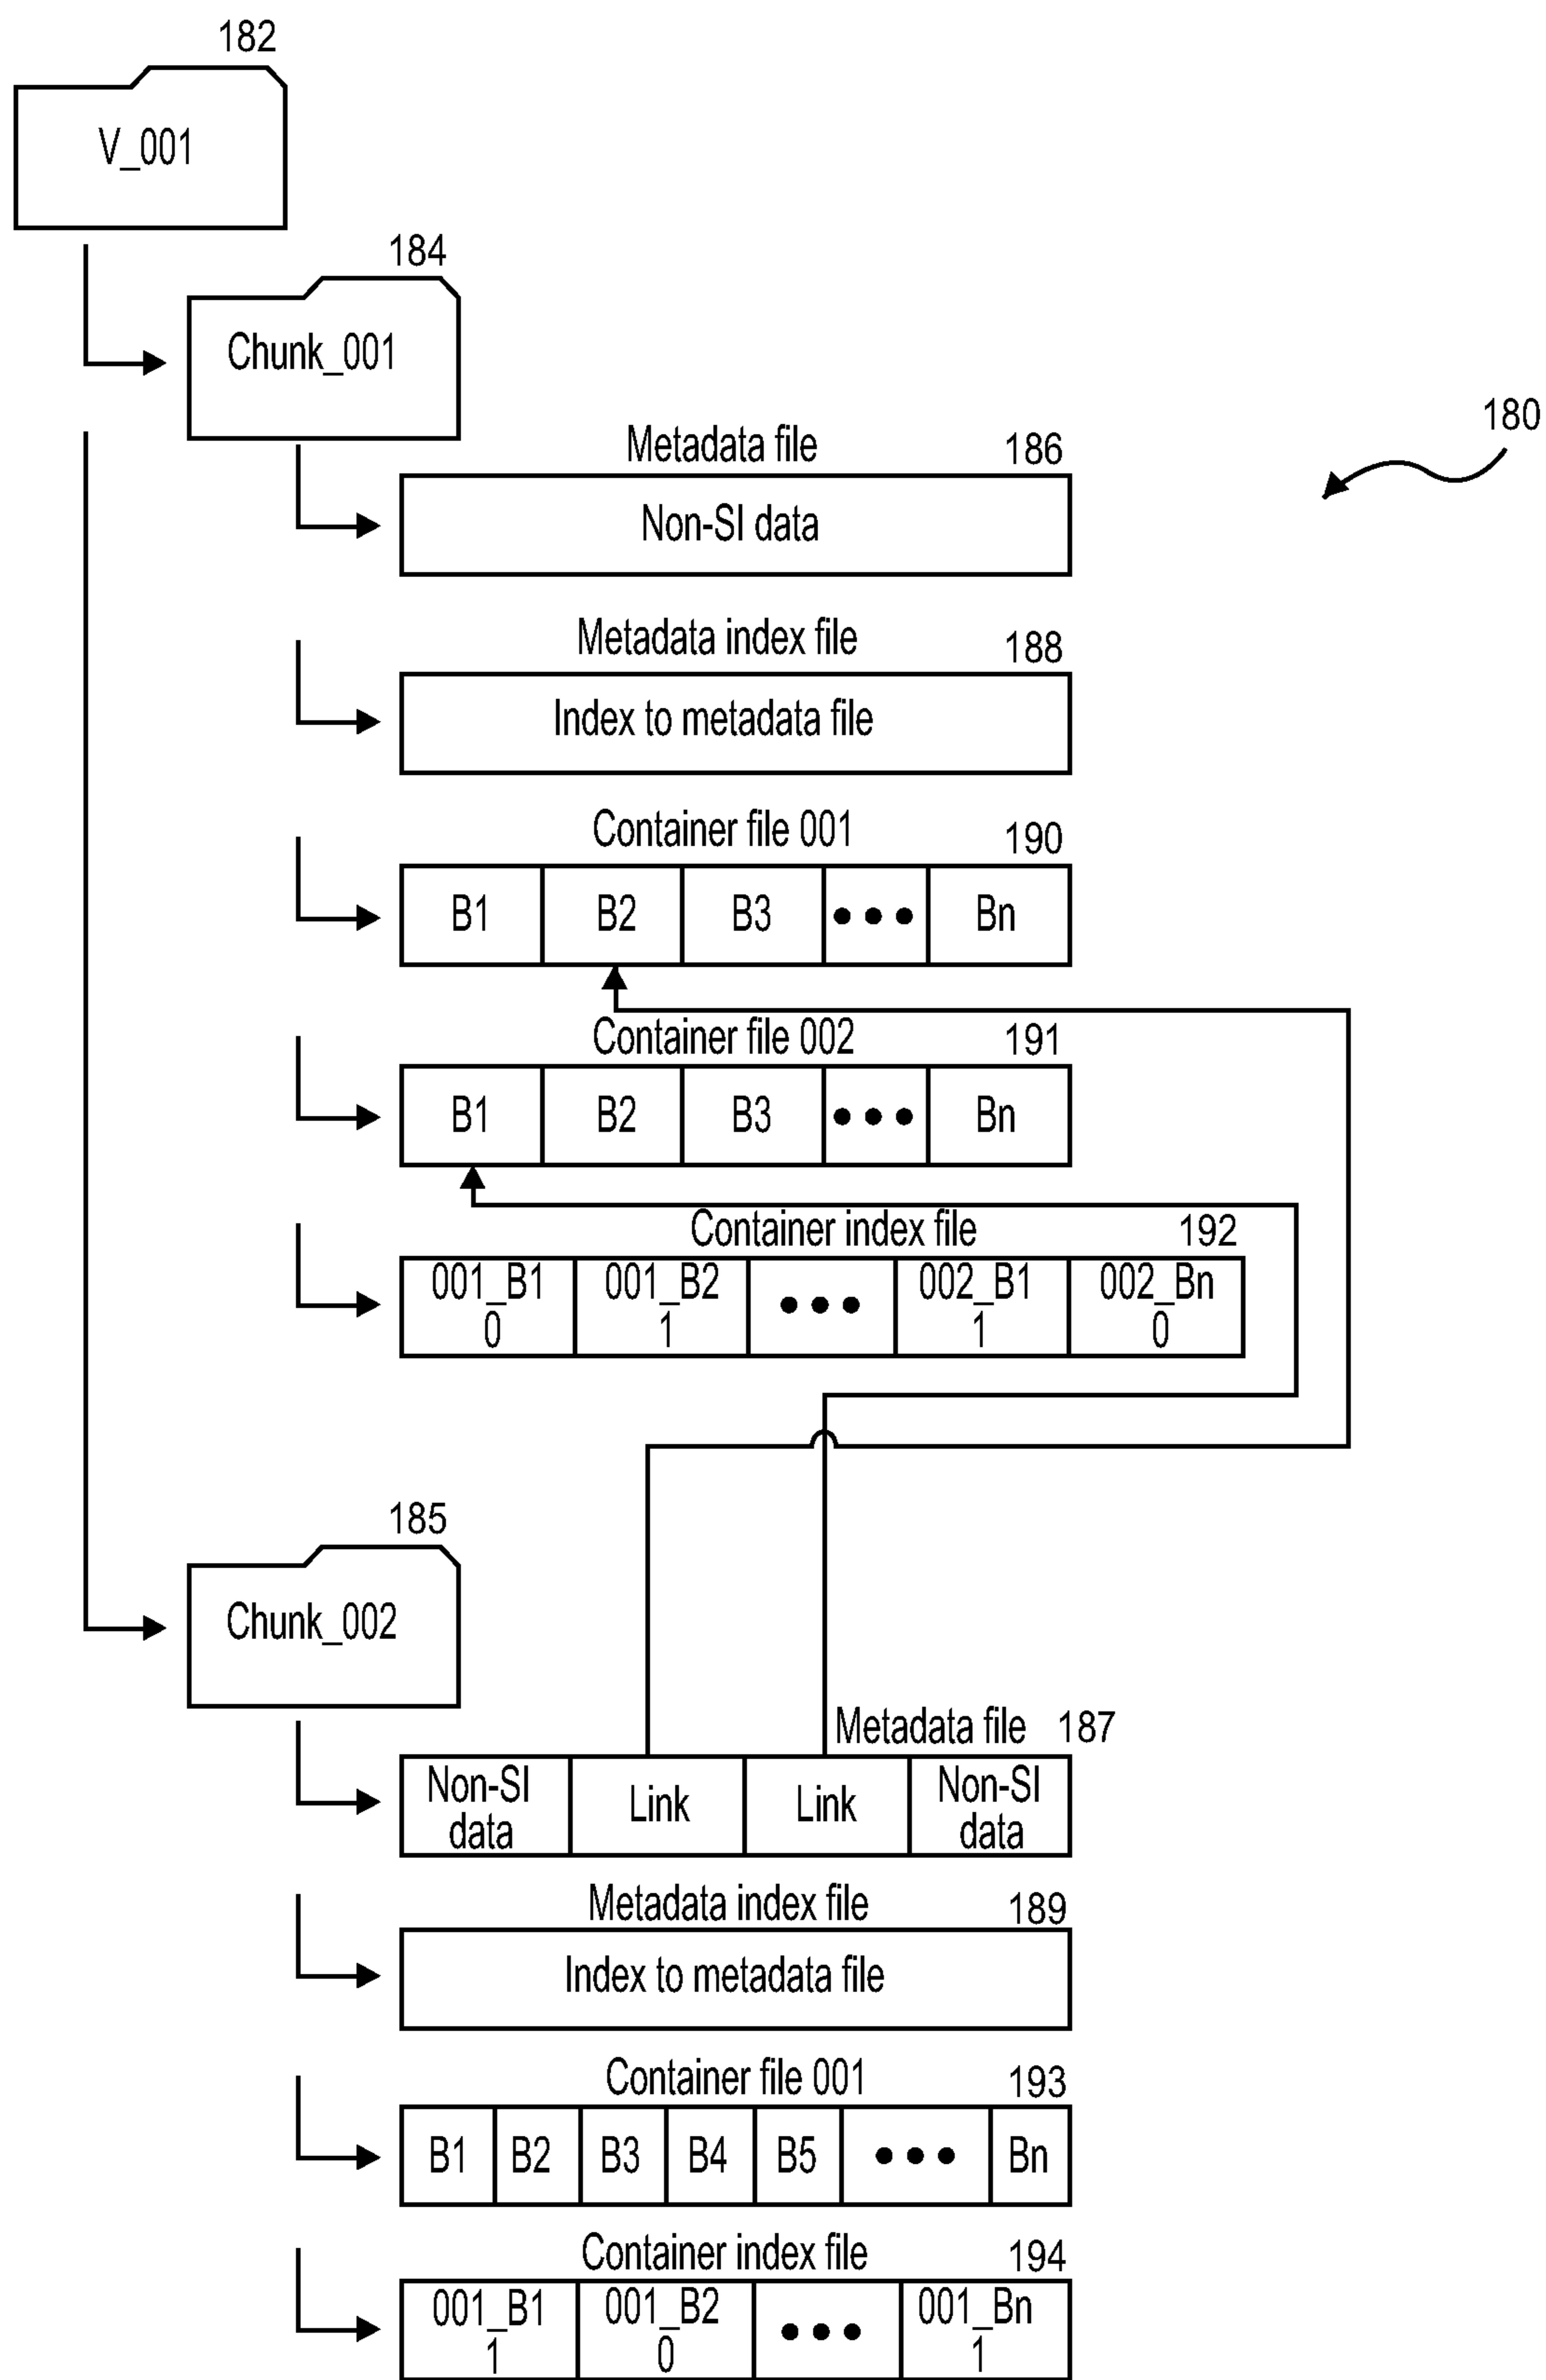 182
V_001
184
Chunk_001
180
Metadada file 186
Non-SI data
Metadata index file 188
Index to metadata file
Container file 001 190
B1 B2 B3 ••• Bn
Container file 002 191
B1 B2 B3 ••• Bn
Container index file 192
001_B1 001_B2 ••• 002_B1 002_Bn
0 1 1 0
185
Chunk_002
Metadata file 187
Non-SI Link Link Non-SI
data data
Metadata index file 189
Index to metadata file
Container file 001 193
B1 B2 B3 B4 B5 ••• Bn
Container index file 194
001_B1 001_B2 ••• 001_Bn
1 0 1